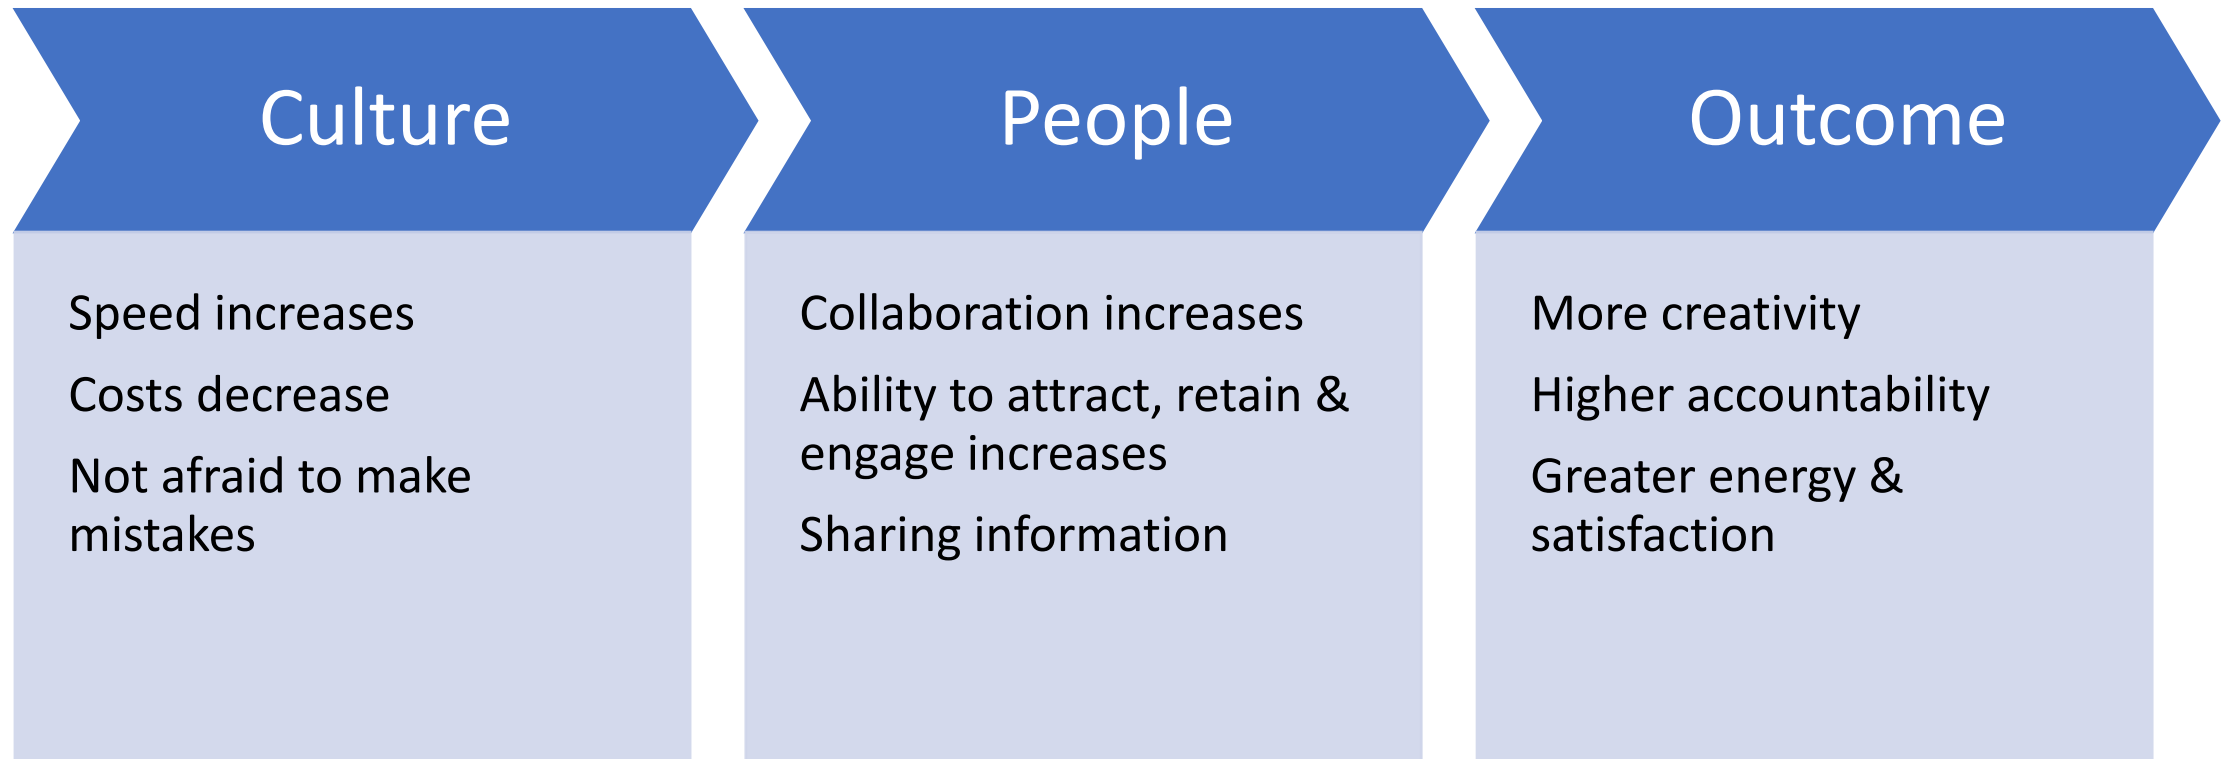 Culture
Speed increases
Costs decrease
Not afraid to make
mistakes
People
Collaboration increases
Ability to attract, retain &
engage increases
Sharing information
Outcome
More creativity
Higher accountability
Greater energy &
satisfaction